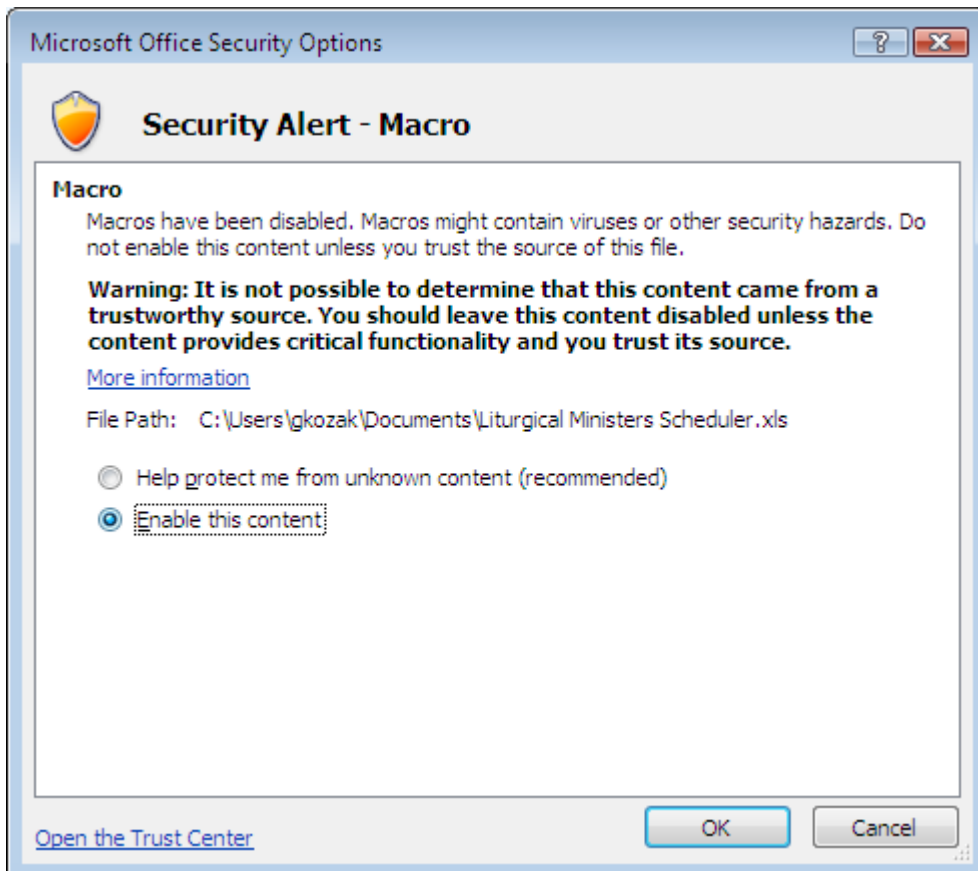 Microsoft Office Security Options
Security Alert - Macro
Macro
Macros have been disabled. Macros might contain viruses or other security hazards. Do
not enable this content unless you trust the source of this file.
Warning: It is not possible to determine that this content came from a
trustworthy source. You should leave this content disabled unless the
content provides critical functionality and you trust its source.
More information
File Path: C:\Users\gkozak\Documents\Liturgical Ministers Scheduler.xls
Help protect me from unknown content (recommended)
Enable this content
Open the Trust Center
OK
Cancel